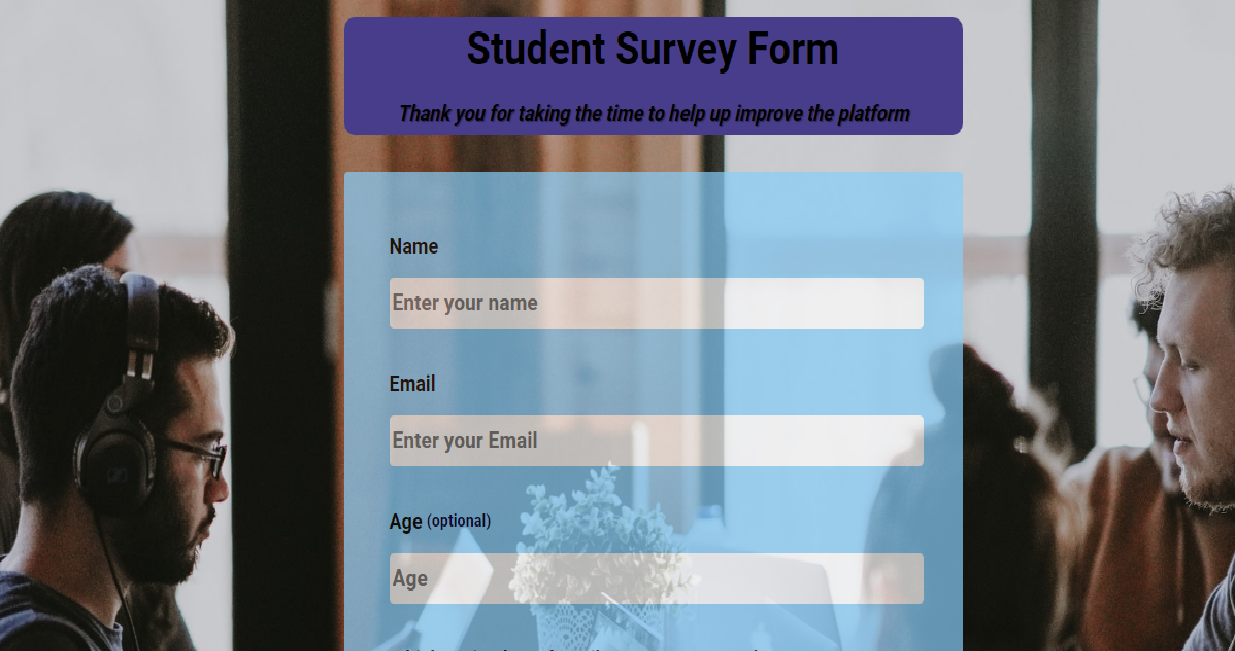 Student Survey Form
Thank you for taking the time to help up improve the platform
Name
Enter your name
Email
Enter your Email
Age (optional)
Age